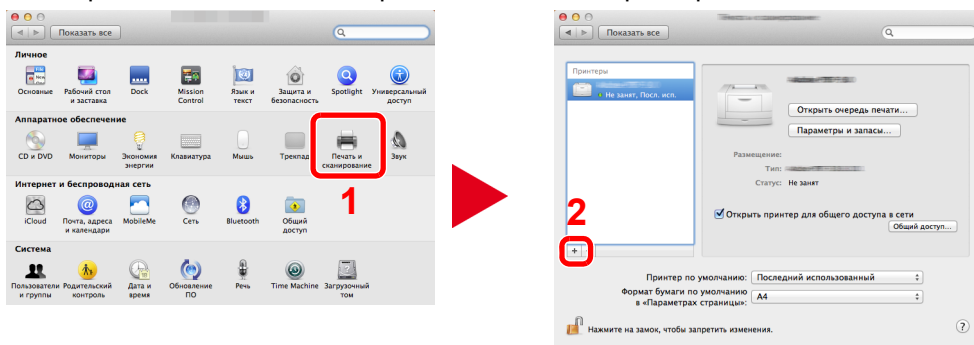 Показать все
Личное
Основные
Рабочий стол
и заставка
Dock
Mission
Control
Язык и
текст
Защита и
безопасность
Spotlight
Универсальный
доступ
Аппаратное обеспечение
CD и DVD
Мониторы
Экономия
энергии
Клавиатура
Мышь
Трекпад
Печать и
сканирование
Звук
1
Интернет и беспроводная сеть
iCloud
Почта, адреса
и календари
MobileMe
Сеть
Bluetooth
Общий
доступ
Система
Пользователи
и группы
Родительский
контроль
Дата и
время
Обновление
ПО
Речь
Time Machine
Загрузочный
том
Показать все
Принтеры
Не занят, Посл. исп.
2
+
Открыть очередь печати...
Параметры и запасы...
Размещение:
Тип:
Статус: Не занят
Открыть принтер для общего доступа в сети
Общий доступ...
Принтер по умолчанию: Последний использованный
Формат бумаги по умолчанию
в «Параметрах страницы»: A4
Нажмите на замок, чтобы запретить изменения.
?